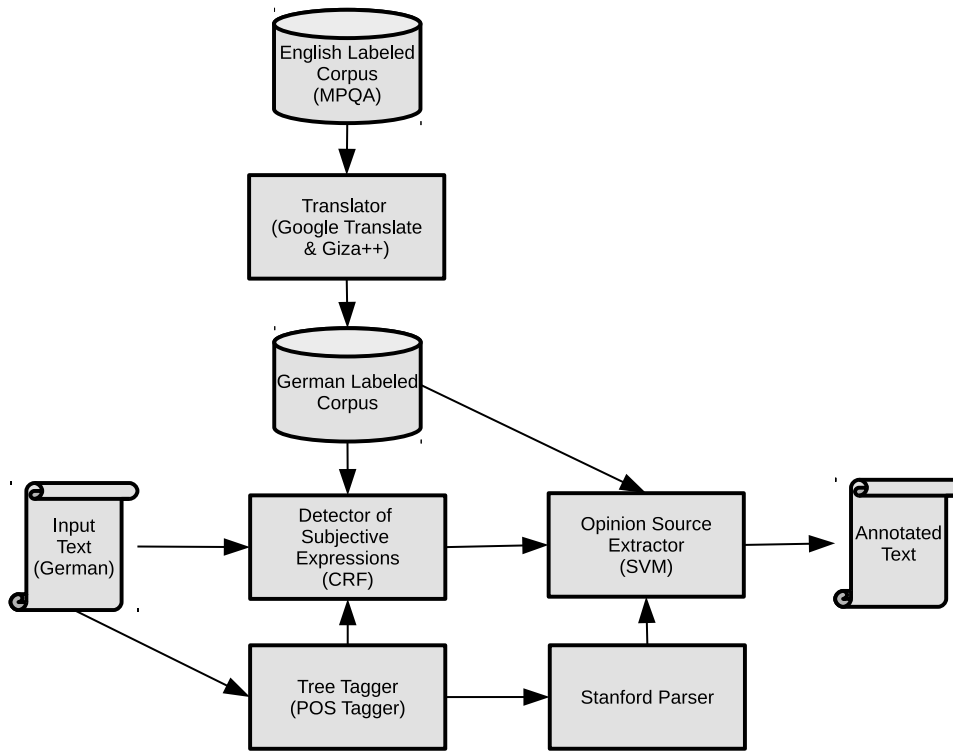 English Labeled
Corpus
(MPQA)
Translator
(Google Translate
& Giza++)
German Labeled
Corpus
Input
Text
(German)
Detector of
Subjective
Expressions
(CRF)
Opinion Source
Extractor
(SVM)
Annotated
Text
Tree Tagger
(POS Tagger)
Stanford Parser